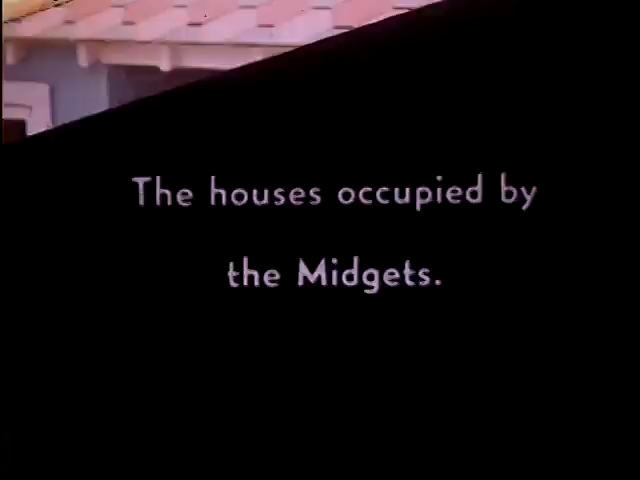 The houses occupied by
the Midgets.